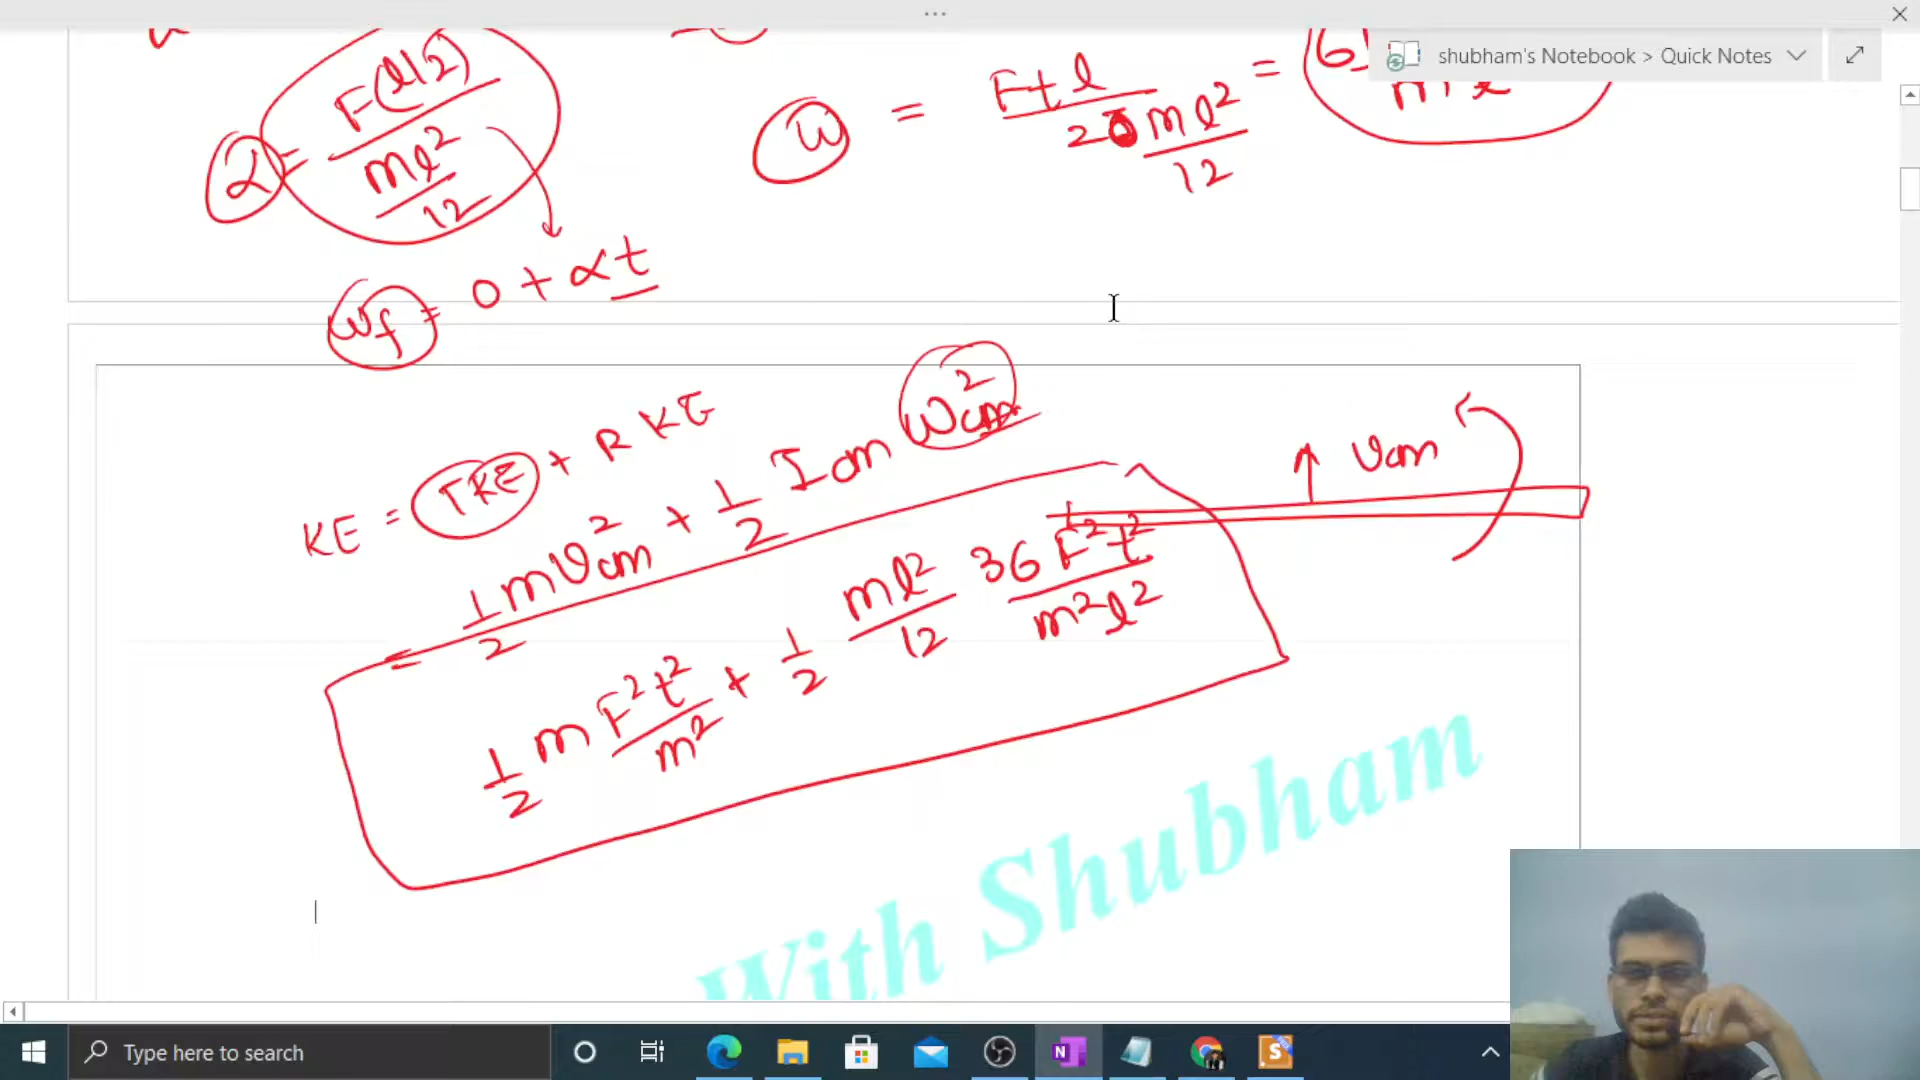 ...
shubham's Notebook > Quick Notes
α = F(l/2) / (ml²/12)
ω = Ftl / (2 ml²/12) =
ωf = 0 + αt
KE = TKE + RKE
= 1/2 mvcm² + 1/2 Icm ωcm²
vcm
1/2 m F²t²/m² + 1/2 ml²/12 36F²t²/m²l²
With Shubham
Type here to search